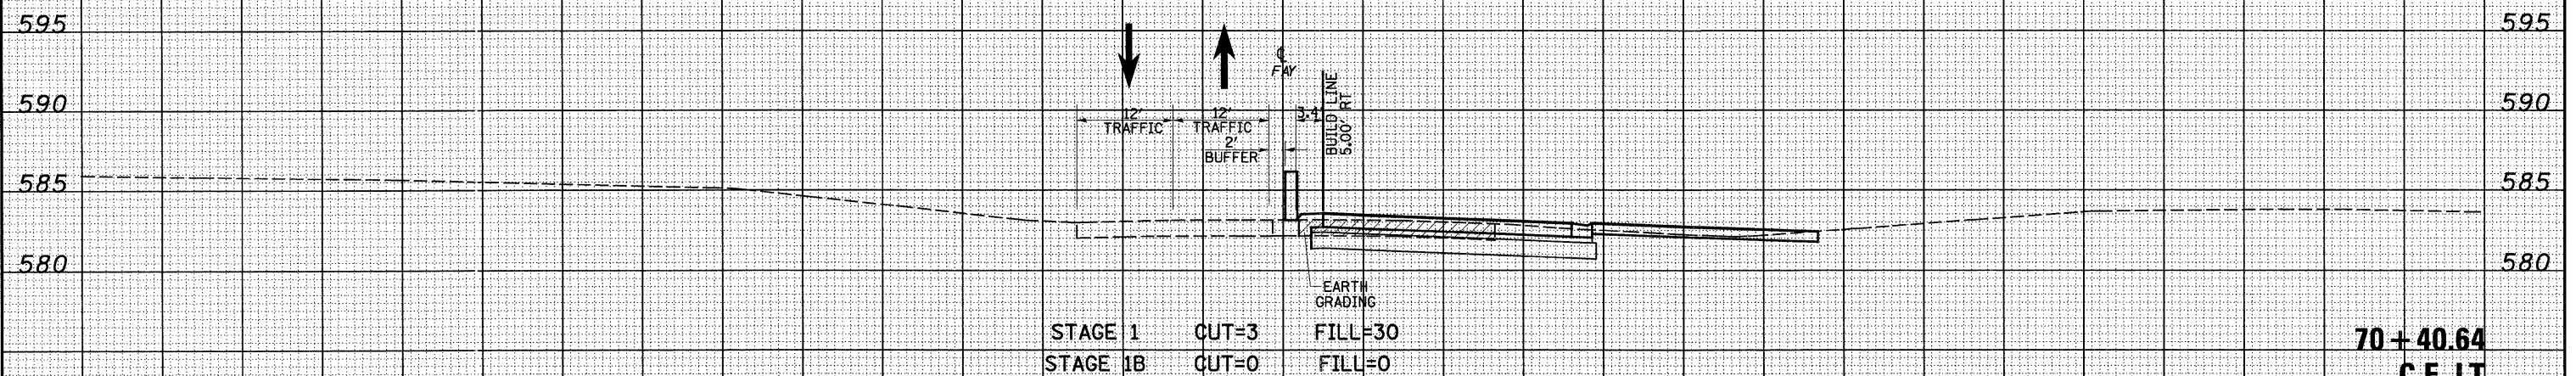 595
595
℄
FAY
590
590
12'
TRAFFIC
12'
TRAFFIC
2'
BUFFER
3.4'
BUILD LINE
5.00' RT
585
585
580
580
EARTH
GRADING
STAGE 1 CUT=3 FILL=30
STAGE 1B CUT=0 FILL=0
70 + 40.64